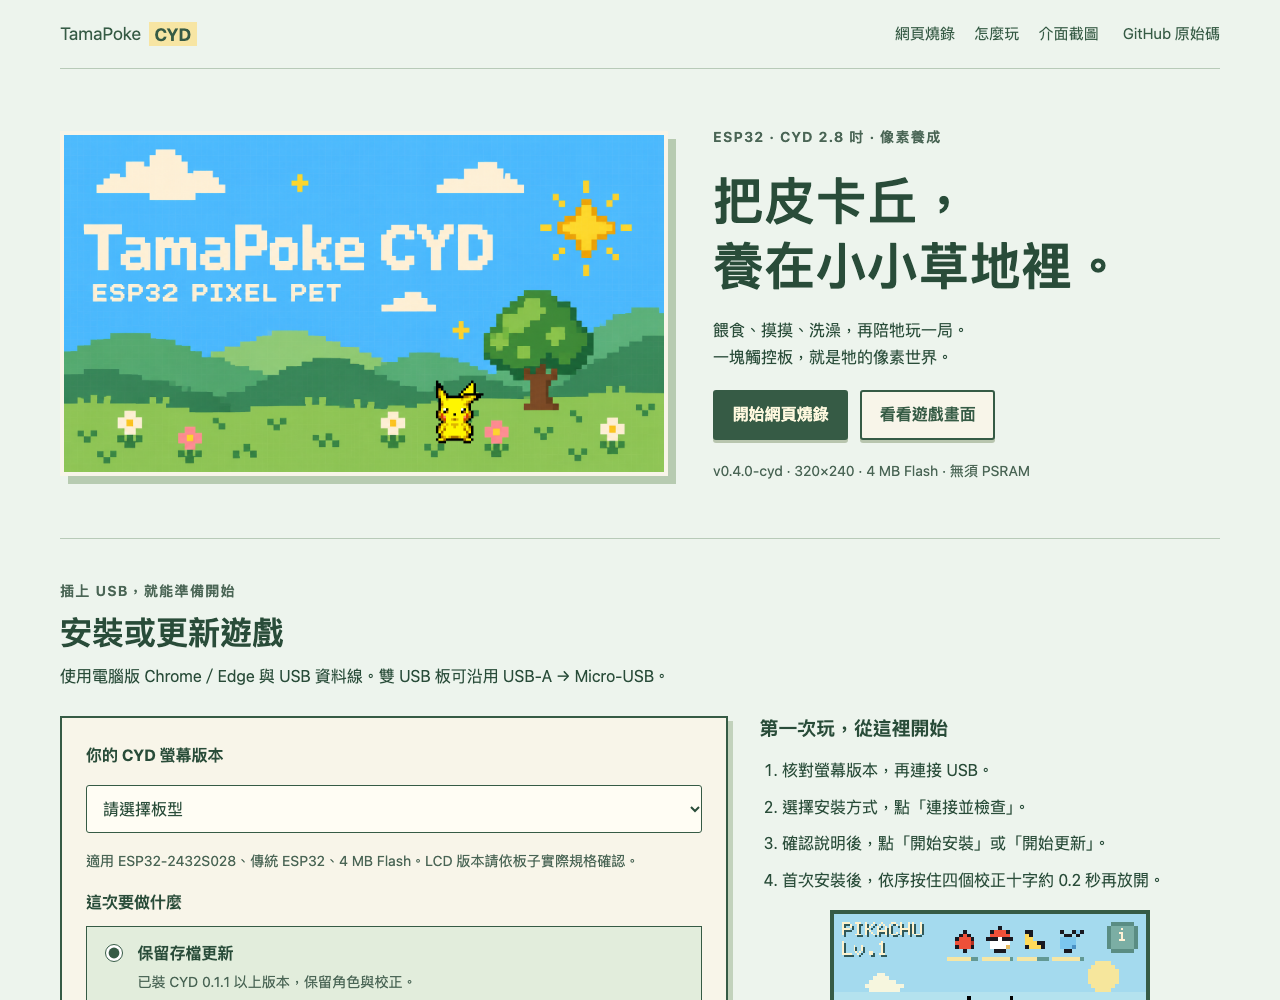 TamaPoke CYD
網頁燒錄 怎麼玩 介面截圖 GitHub 原始碼
TamaPoke CYD
ESP32 PIXEL PET
ESP32 · CYD 2.8 吋 · 像素養成
把皮卡丘，
養在小小草地裡。
餵食、摸摸、洗澡，再陪牠玩一局。
一塊觸控板，就是牠的像素世界。
開始網頁燒錄 看看遊戲畫面
v0.4.0-cyd · 320×240 · 4 MB Flash · 無須 PSRAM
插上 USB，就能準備開始
安裝或更新遊戲
使用電腦版 Chrome / Edge 與 USB 資料線。雙 USB 板可沿用 USB-A → Micro-USB。
你的 CYD 螢幕版本
請選擇板型
適用 ESP32-2432S028、傳統 ESP32、4 MB Flash。LCD 版本請依板子實際規格確認。
這次要做什麼
保留存檔更新
已裝 CYD 0.1.1 以上版本，保留角色與校正。
第一次玩，從這裡開始
1. 核對螢幕版本，再連接 USB。
2. 選擇安裝方式，點「連接並檢查」。
3. 確認說明後，點「開始安裝」或「開始更新」。
4. 首次安裝後，依序按住四個校正十字約 0.2 秒再放開。
PIKACHU
Lv.1
i